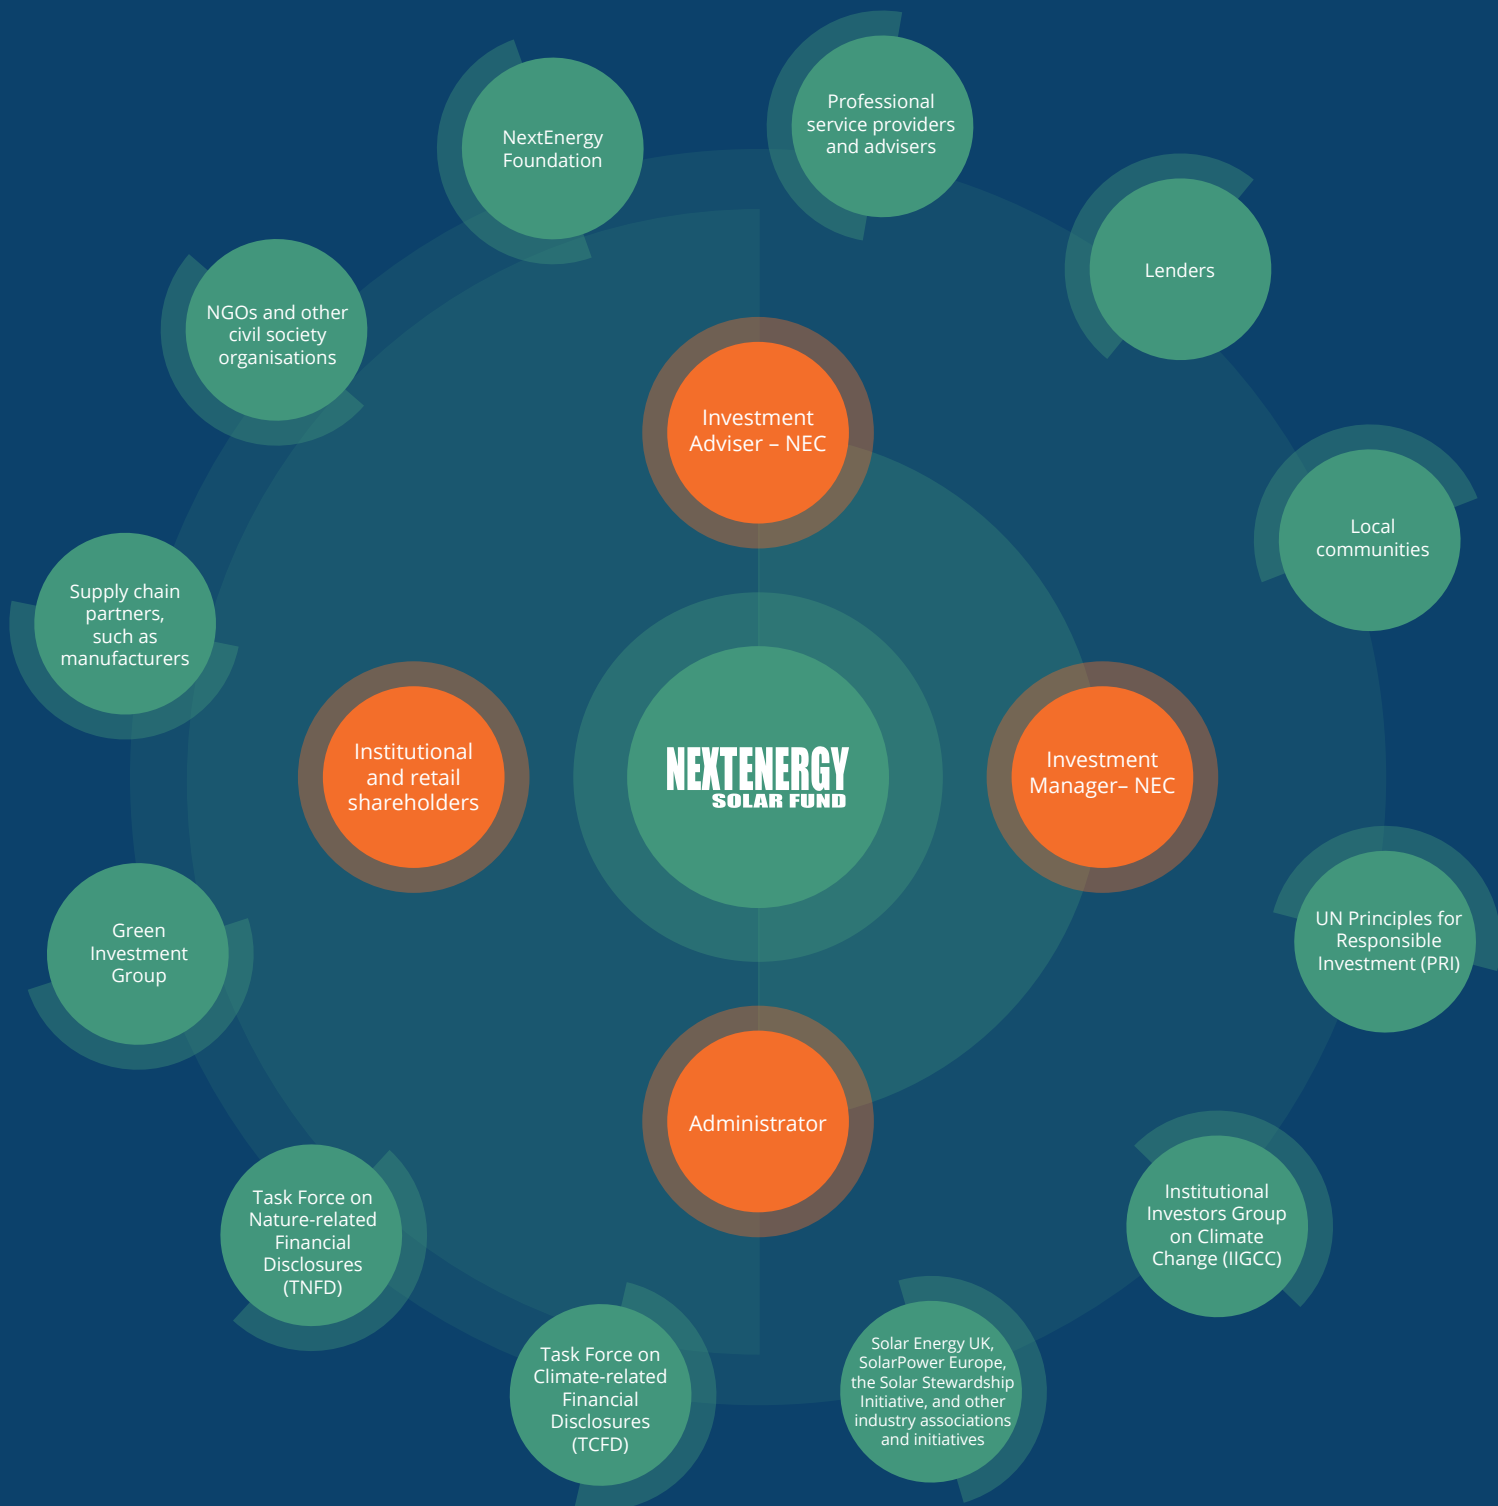 Professional
service providers
and advisers
NextEnergy
Foundation
Lenders
NGOs and other
civil society
organisations
Investment
Adviser – NEC
Local
communities
Supply chain
partners,
such as
manufacturers
Institutional
and retail
shareholders
NEXTENERGY
SOLAR FUND
Investment
Manager– NEC
Green
Investment
Group
UN Principles for
Responsible
Investment (PRI)
Administrator
Task Force on
Nature-related
Financial
Disclosures
(TNFD)
Institutional
Investors Group
on Climate
Change (IIGCC)
Task Force on
Climate-related
Financial
Disclosures
(TCFD)
Solar Energy UK,
SolarPower Europe,
the Solar Stewardship
Initiative, and other
industry associations
and initiatives